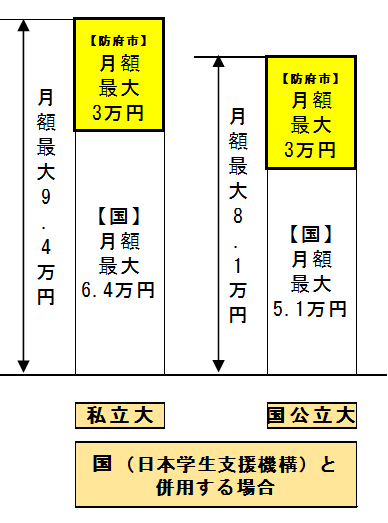 月額最大9.4万円
【防府市】
月額
最大
3万円
【国】
月額
最大
6.4万円
月額最大8.1万円
【防府市】
月額
最大
3万円
【国】
月額
最大
5.1万円
私立大
国公立大
国（日本学生支援機構）と
併用する場合